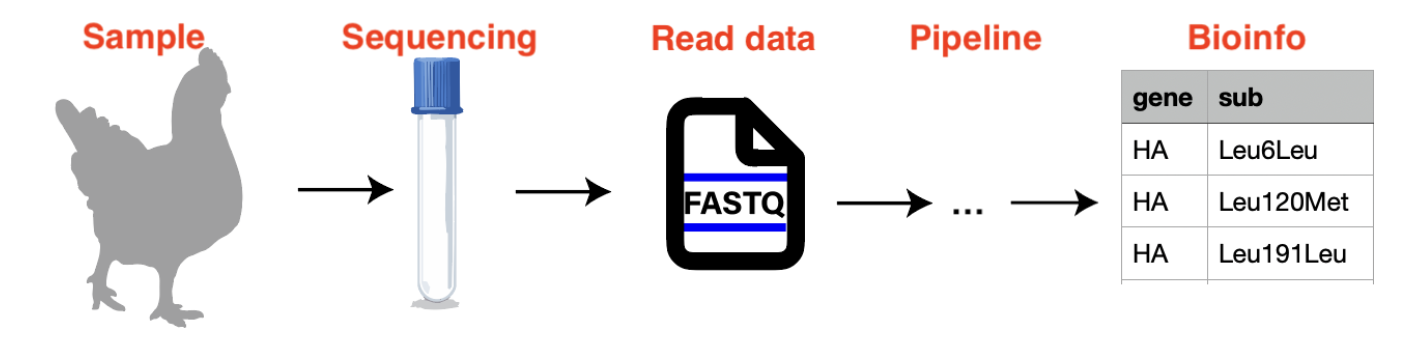 Sample
Sequencing
Read data
Pipeline
Bioinfo
FASTQ
...
gene sub
HA Leu6Leu
HA Leu120Met
HA Leu191Leu